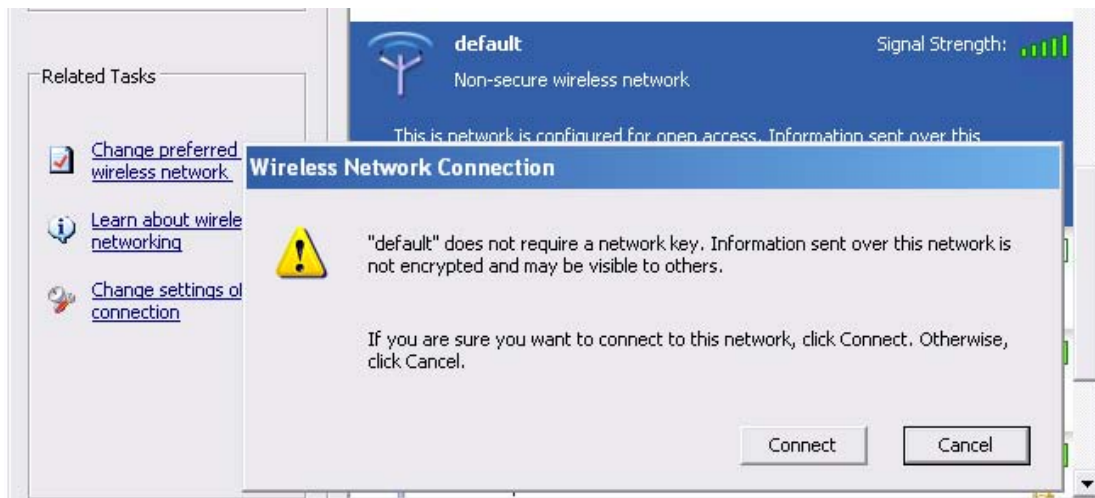 default
Signal Strength:
Non-secure wireless network
This is network is configured for open access. Information sent over this
Related Tasks
Change preferred
wireless network
Learn about wirele
networking
Change settings of
connection
Wireless Network Connection
"default" does not require a network key. Information sent over this network is
not encrypted and may be visible to others.
If you are sure you want to connect to this network, click Connect. Otherwise,
click Cancel.
Connect
Cancel